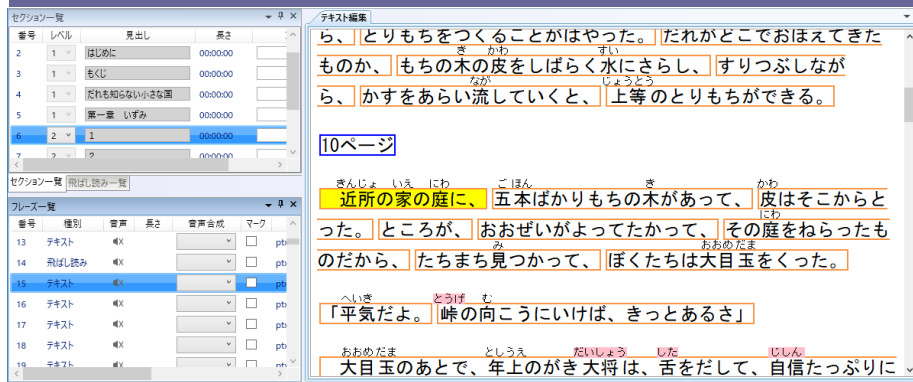 セクション一覧
番号 レベル 見出し 長さ
2 1 はじめに 00:00:00
3 1 もくじ 00:00:00
4 1 だれも知らない小さな国 00:00:00
5 1 第一章 いずみ 00:00:00
6 2 1 00:00:00
7 2 2 00:00:00
セクション一覧 飛ばし読み一覧
フレーズ一覧
番号 種別 音声 長さ 音声合成 マーク
13 テキスト
14 飛ばし読み
15 テキスト
16 テキスト
17 テキスト
18 テキスト
19 テキスト
テキスト編集
ら、とりもちをつくることがはやった。だれがどこでおぼえてきた
き かわ すい
ものか、もちの木の皮をしばらく水にさらし、すりつぶしなが
なが じょうとう
ら、かすをあらい流していくと、上等のとりもちができる。
10ページ
きんじょ いえ にわ ごほん き かわ
近所の家の庭に、五本ばかりもちの木があって、皮はそこからと
にわ
った。ところが、おおぜいがよってたかって、その庭をねらったも
み おおめだま
のだから、たちまち見つかって、ぼくたちは大目玉をくった。
へいき とうげ む
「平気だよ。峠の向こうにいけば、きっとあるさ」
おおめだま としうえ だいしょう した じしん
大目玉のあとで、年上のがき大将は、舌をだして、自信たっぷりに